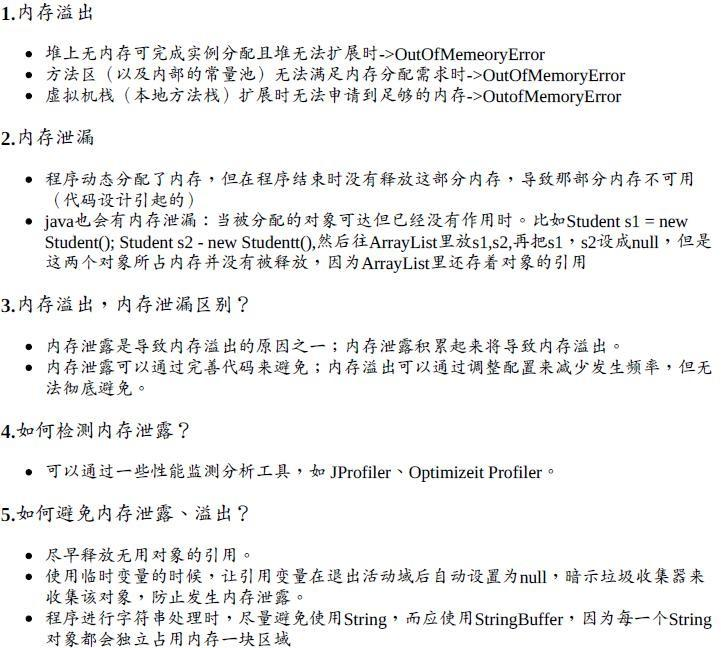 1.内存溢出
• 堆上无内存可完成实例分配且堆无法扩展时->OutOfMemeoryError
• 方法区（以及内部的常量池）无法满足内存分配需求时->OutOfMemoryError
• 虚拟机栈（本地方法栈）扩展时无法申请到足够的内存->OutofMemoryError
2.内存泄漏
• 程序动态分配了内存，但在程序结束时没有释放这部分内存，导致那部分内存不可用
（代码设计引起的）
• java也会有内存泄漏：当被分配的对象可达但已经没有作用时。比如Student s1 = new
Student(); Student s2 - new Studentt(),然后往ArrayList里放s1,s2,再把s1，s2设成null，但是
这两个对象所占内存并没有被释放，因为ArrayList里还存着对象的引用
3.内存溢出，内存泄漏区别？
• 内存泄露是导致内存溢出的原因之一；内存泄露积累起来将导致内存溢出。
• 内存泄露可以通过完善代码来避免；内存溢出可以通过调整配置来减少发生频率，但无
法彻底避免。
4.如何检测内存泄露？
• 可以通过一些性能监测分析工具，如 JProfiler、Optimizeit Profiler。
5.如何避免内存泄露、溢出？
• 尽早释放无用对象的引用。
• 使用临时变量的时候，让引用变量在退出活动域后自动设置为null，暗示垃圾收集器来
收集该对象，防止发生内存泄露。
• 程序进行字符串处理时，尽量避免使用String，而应使用StringBuffer，因为每一个String
对象都会独立占用内存一块区域